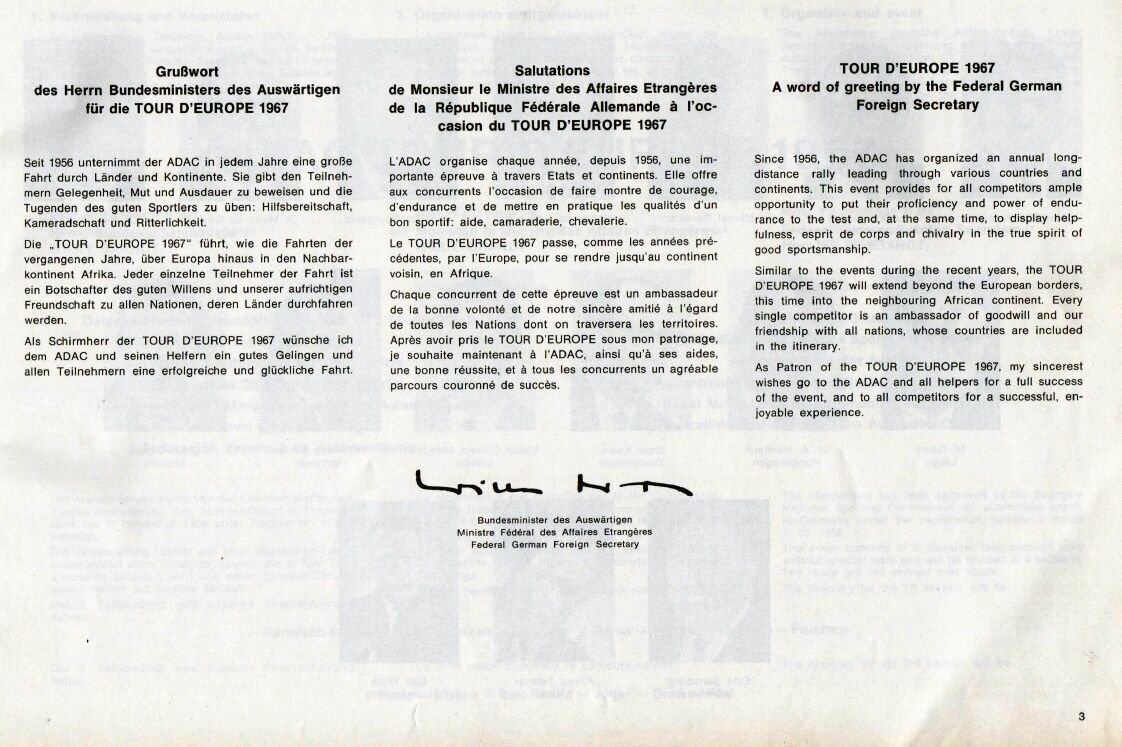 Grußwort
des Herrn Bundesministers des Auswärtigen
für die TOUR D'EUROPE 1967
Seit 1956 unternimmt der ADAC in jedem Jahre eine große
Fahrt durch Länder und Kontinente. Sie gibt den Teilneh-
mern Gelegenheit, Mut und Ausdauer zu beweisen und die
Tugenden des guten Sportlers zu üben: Hilfsbereitschaft,
Kameradschaft und Ritterlichkeit.
Die „TOUR D'EUROPE 1967“ führt, wie die Fahrten der
vergangenen Jahre, über Europa hinaus in den Nachbar-
kontinent Afrika. Jeder einzelne Teilnehmer der Fahrt ist
ein Botschafter des guten Willens und unserer aufrichtigen
Freundschaft zu allen Nationen, deren Länder durchfahren
werden.
Als Schirmherr der TOUR D'EUROPE 1967 wünsche ich
dem ADAC und seinen Helfern ein gutes Gelingen und
allen Teilnehmern eine erfolgreiche und glückliche Fahrt.
Salutations
de Monsieur le Ministre des Affaires Etrangères
de la République Fédérale Allemande à l'oc-
casion du TOUR D'EUROPE 1967
L'ADAC organise chaque année, depuis 1956, une im-
portante épreuve à travers Etats et continents. Elle offre
aux concurrents l'occasion de faire montre de courage,
d'endurance et de mettre en pratique les qualités d'un
bon sportif: aide, camaraderie, chevalerie.
Le TOUR D'EUROPE 1967 passe, comme les années pré-
cédentes, par l'Europe, pour se rendre jusqu'au continent
voisin, en Afrique.
Chaque concurrent de cette épreuve est un ambassadeur
de la bonne volonté et de notre sincère amitié à l'égard
de toutes les Nations dont on traversera les territoires.
Après avoir pris le TOUR D'EUROPE sous mon patronage,
je souhaite maintenant à l'ADAC, ainsi qu'à ses aides,
une bonne réussite, et à tous les concurrents un agréable
parcours couronné de succès.
TOUR D'EUROPE 1967
A word of greeting by the Federal German
Foreign Secretary
Since 1956, the ADAC has organized an annual long-
distance rally leading through various countries and
continents. This event provides for all competitors ample
opportunity to put their proficiency and power of endu-
rance to the test and, at the same time, to display help-
fulness, esprit de corps and chivalry in the true spirit of
good sportsmanship.
Similar to the events during the recent years, the TOUR
D'EUROPE 1967 will extend beyond the European borders,
this time into the neighbouring African continent. Every
single competitor is an ambassador of goodwill and our
friendship with all nations, whose countries are included
in the itinerary.
As Patron of the TOUR D'EUROPE 1967, my sincerest
wishes go to the ADAC and all helpers for a full success
of the event, and to all competitors for a successful, en-
joyable experience.
Bundesminister des Auswärtigen
Ministre Fédéral des Affaires Etrangères
Federal German Foreign Secretary
3